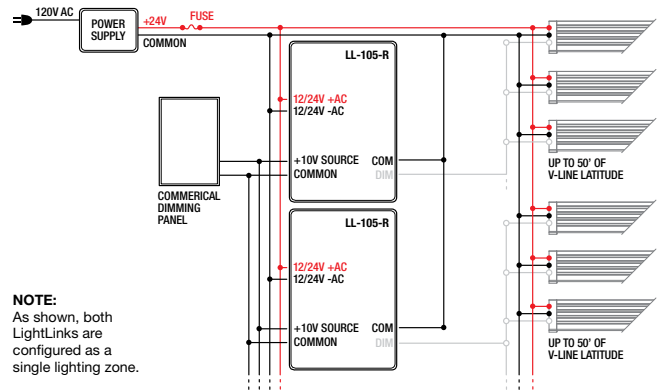 120V AC
POWER
SUPPLY
+24V
FUSE
COMMON
LL-105-R
12/24V +AC
12/24V -AC
+10V SOURCE
COM
COMMON
DIM
COMMERICAL
DIMMING
PANEL
UP TO 50' OF
V-LINE LATITUDE
LL-105-R
12/24V +AC
12/24V -AC
+10V SOURCE
COM
COMMON
DIM
UP TO 50' OF
V-LINE LATITUDE
NOTE:
As shown, both
LightLinks are
configured as a
single lighting zone.